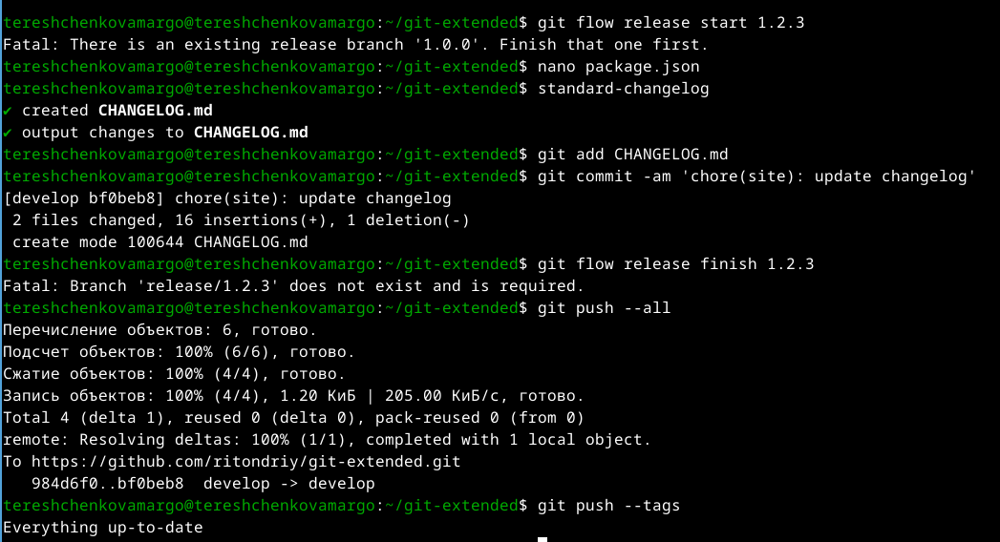 tereshchenkovamargo@tereshchenkovamargo:~/git-extended$ git flow release start 1.2.3
Fatal: There is an existing release branch '1.0.0'. Finish that one first.
tereshchenkovamargo@tereshchenkovamargo:~/git-extended$ nano package.json
tereshchenkovamargo@tereshchenkovamargo:~/git-extended$ standard-changelog
✔ created CHANGELOG.md
✔ output changes to CHANGELOG.md
tereshchenkovamargo@tereshchenkovamargo:~/git-extended$ git add CHANGELOG.md
tereshchenkovamargo@tereshchenkovamargo:~/git-extended$ git commit -am 'chore(site): update changelog'
[develop bf0beb8] chore(site): update changelog
 2 files changed, 16 insertions(+), 1 deletion(-)
 create mode 100644 CHANGELOG.md
tereshchenkovamargo@tereshchenkovamargo:~/git-extended$ git flow release finish 1.2.3
Fatal: Branch 'release/1.2.3' does not exist and is required.
tereshchenkovamargo@tereshchenkovamargo:~/git-extended$ git push --all
Перечисление объектов: 6, готово.
Подсчет объектов: 100% (6/6), готово.
Сжатие объектов: 100% (4/4), готово.
Запись объектов: 100% (4/4), 1.20 КиБ | 205.00 КиБ/с, готово.
Total 4 (delta 1), reused 0 (delta 0), pack-reused 0 (from 0)
remote: Resolving deltas: 100% (1/1), completed with 1 local object.
To https://github.com/ritondriy/git-extended.git
   984d6f0..bf0beb8  develop -> develop
tereshchenkovamargo@tereshchenkovamargo:~/git-extended$ git push --tags
Everything up-to-date